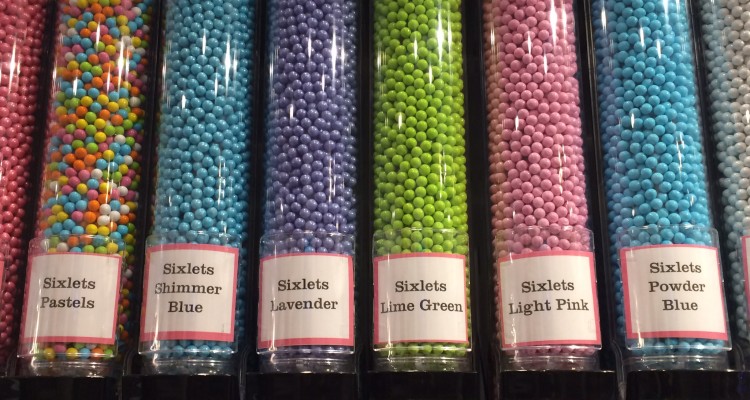 Sixlets
Pastels
Sixlets
Shimmer
Blue
Sixlets
Lavender
Sixlets
Lime Green
Sixlets
Light Pink
Sixlets
Powder
Blue